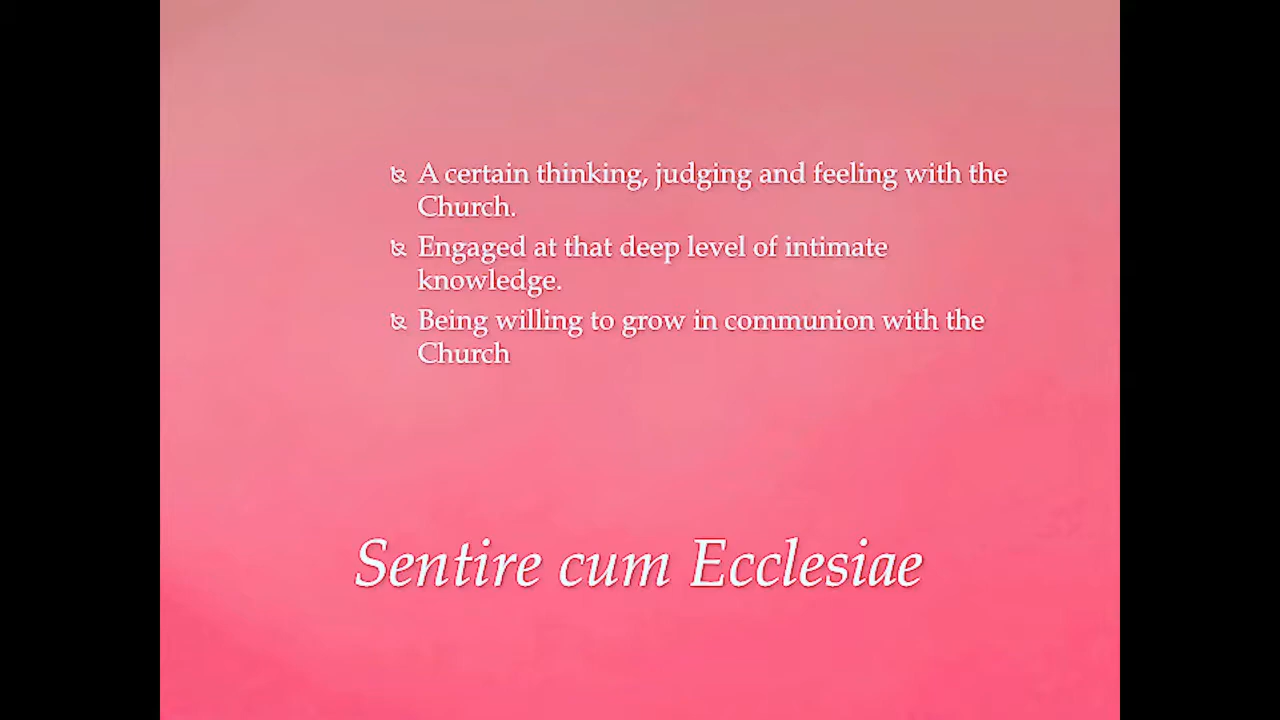 A certain thinking, judging and feeling with the
Church.
Engaged at that deep level of intimate
knowledge.
Being willing to grow in communion with the
Church
Sentire cum Ecclesiae